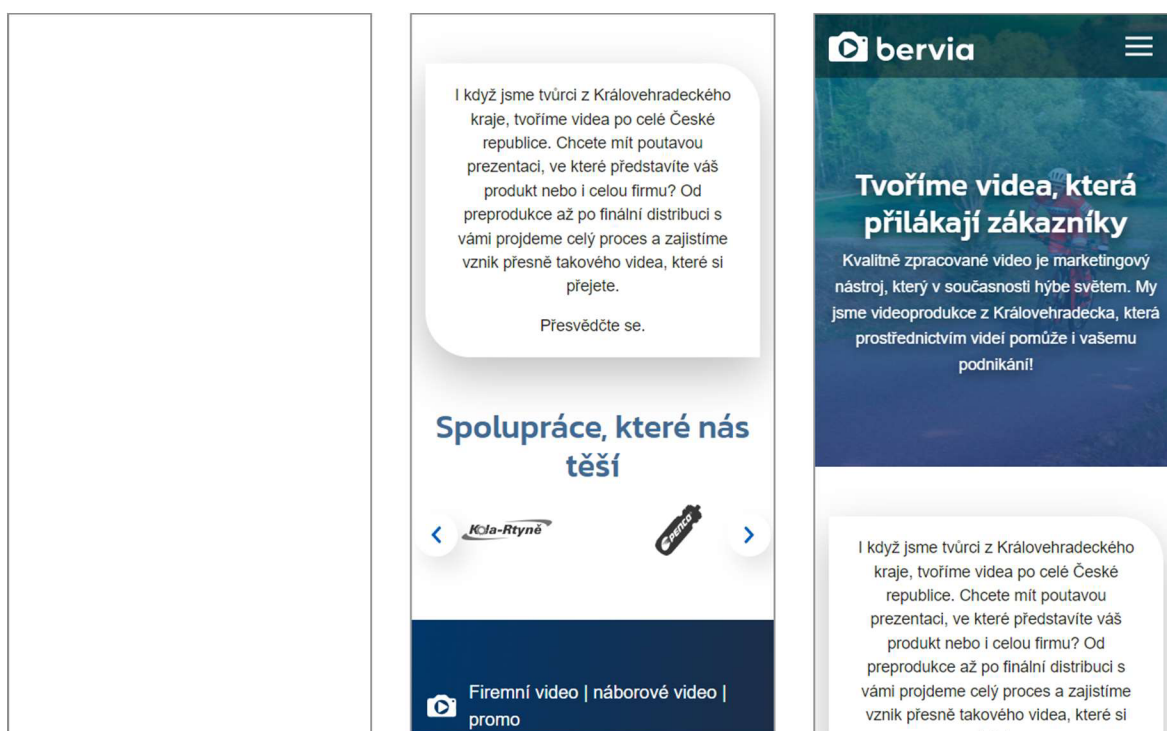 I když jsme tvůrci z Královehradeckého
kraje, tvoříme videa po celé České
republice. Chcete mít poutavou
prezentaci, ve které představíte váš
produkt nebo i celou firmu? Od
preprodukce až po finální distribuci s
vámi projdeme celý proces a zajistíme
vznik přesně takového videa, které si
přejete.
Přesvědčte se.
Spolupráce, které nás
těší
Kola-Rtyně
PENCO
Firemní video | náborové video |
promo
bervia
Tvoříme videa, která
přilákají zákazníky
Kvalitně zpracované video je marketingový
nástroj, který v současnosti hýbe světem. My
jsme videoprodukce z Královehradecka, která
prostřednictvím videí pomůže i vašemu
podnikání!
I když jsme tvůrci z Královehradeckého
kraje, tvoříme videa po celé České
republice. Chcete mít poutavou
prezentaci, ve které představíte váš
produkt nebo i celou firmu? Od
preprodukce až po finální distribuci s
vámi projdeme celý proces a zajistíme
vznik přesně takového videa, které si